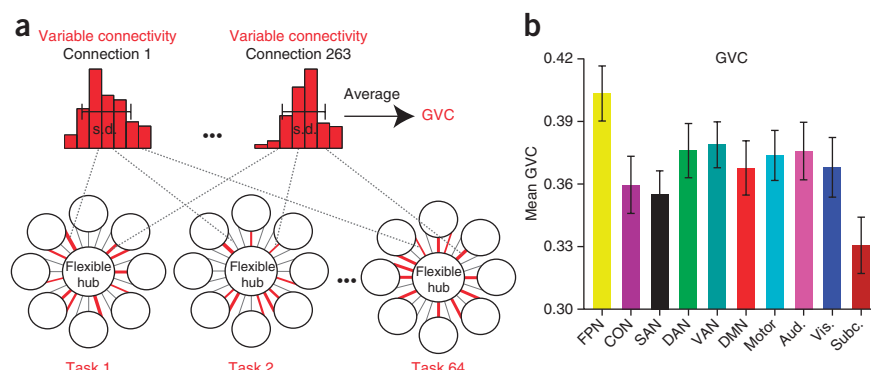 a
Variable connectivity
Connection 1
s.d.
...
Variable connectivity
Connection 263
s.d.
Average
GVC
Flexible
hub
Flexible
hub
...
Flexible
hub
Task 1
Task 2
Task 64
b
GVC
Mean GVC
0.42
0.39
0.36
0.33
0.30
FPN
CON
SAN
DAN
VAN
DMN
Motor
Aud.
Vis.
Subc.